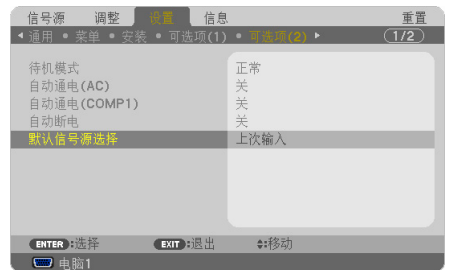 信号源 调整 设置 信息 重置
通用 • 菜单 • 安装 • 可选项(1) • 可选项(2) 1/2
待机模式 正常
自动通电(AC) 关
自动通电(COMP1) 关
自动断电 关
默认信号源选择 上次输入
ENTER :选择 EXIT :退出 :移动
电脑1